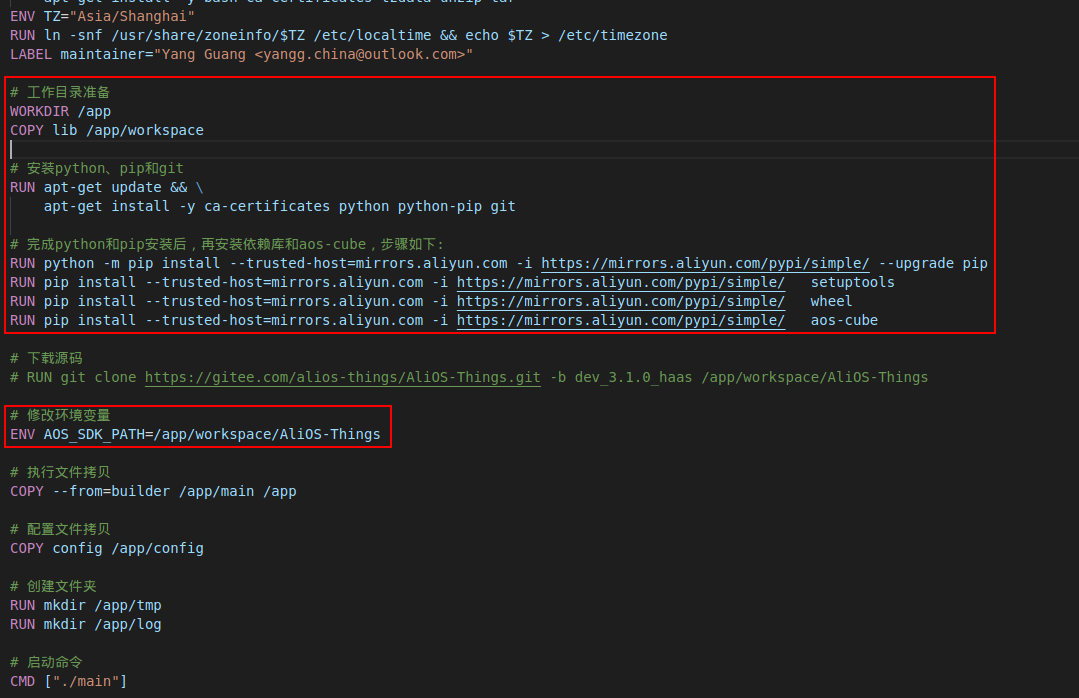 ENV TZ="Asia/Shanghai"
RUN ln -snf /usr/share/zoneinfo/$TZ /etc/localtime && echo $TZ > /etc/timezone
LABEL maintainer="Yang Guang <yangg.china@outlook.com>"
# 工作目录准备
WORKDIR /app
COPY lib /app/workspace
# 安装python、pip和git
RUN apt-get update && \
apt-get install -y ca-certificates python python-pip git
# 完成python和pip安装后，再安装依赖库和aos-cube，步骤如下:
RUN python -m pip install --trusted-host=mirrors.aliyun.com -i https://mirrors.aliyun.com/pypi/simple/ --upgrade pip
RUN pip install --trusted-host=mirrors.aliyun.com -i https://mirrors.aliyun.com/pypi/simple/   setuptools
RUN pip install --trusted-host=mirrors.aliyun.com -i https://mirrors.aliyun.com/pypi/simple/   wheel
RUN pip install --trusted-host=mirrors.aliyun.com -i https://mirrors.aliyun.com/pypi/simple/   aos-cube
# 下载源码
# RUN git clone https://gitee.com/alios-things/AliOS-Things.git -b dev_3.1.0_haas /app/workspace/AliOS-Things
# 修改环境变量
ENV AOS_SDK_PATH=/app/workspace/AliOS-Things
# 执行文件拷贝
COPY --from=builder /app/main /app
# 配置文件拷贝
COPY config /app/config
# 创建文件夹
RUN mkdir /app/tmp
RUN mkdir /app/log
# 启动命令
CMD ["./main"]